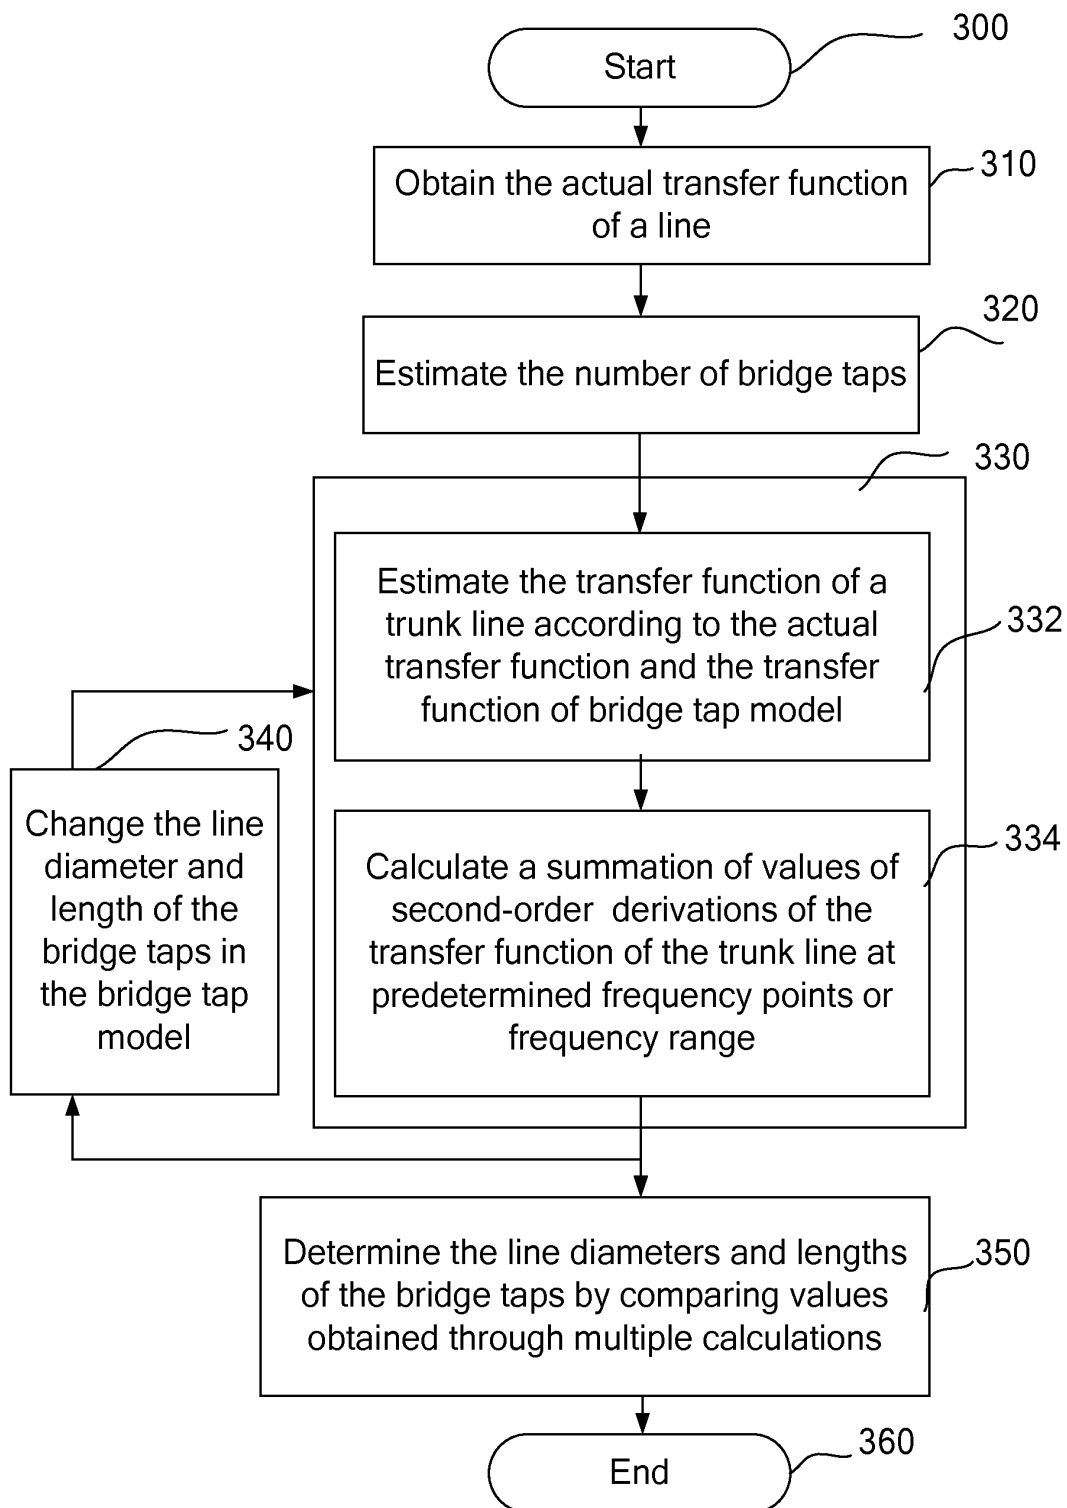 300
Start
310
Obtain the actual transfer function
of a line
320
Estimate the number of bridge taps
330
Estimate the transfer function of a
trunk line according to the actual
transfer function and the transfer
function of bridge tap model
332
340
Change the line
diameter and
length of the
bridge taps in
the bridge tap
model
334
Calculate a summation of values of
second-order derivations of the
transfer function of the trunk line at
predetermined frequency points or
frequency range
350
Determine the line diameters and lengths
of the bridge taps by comparing values
obtained through multiple calculations
360
End